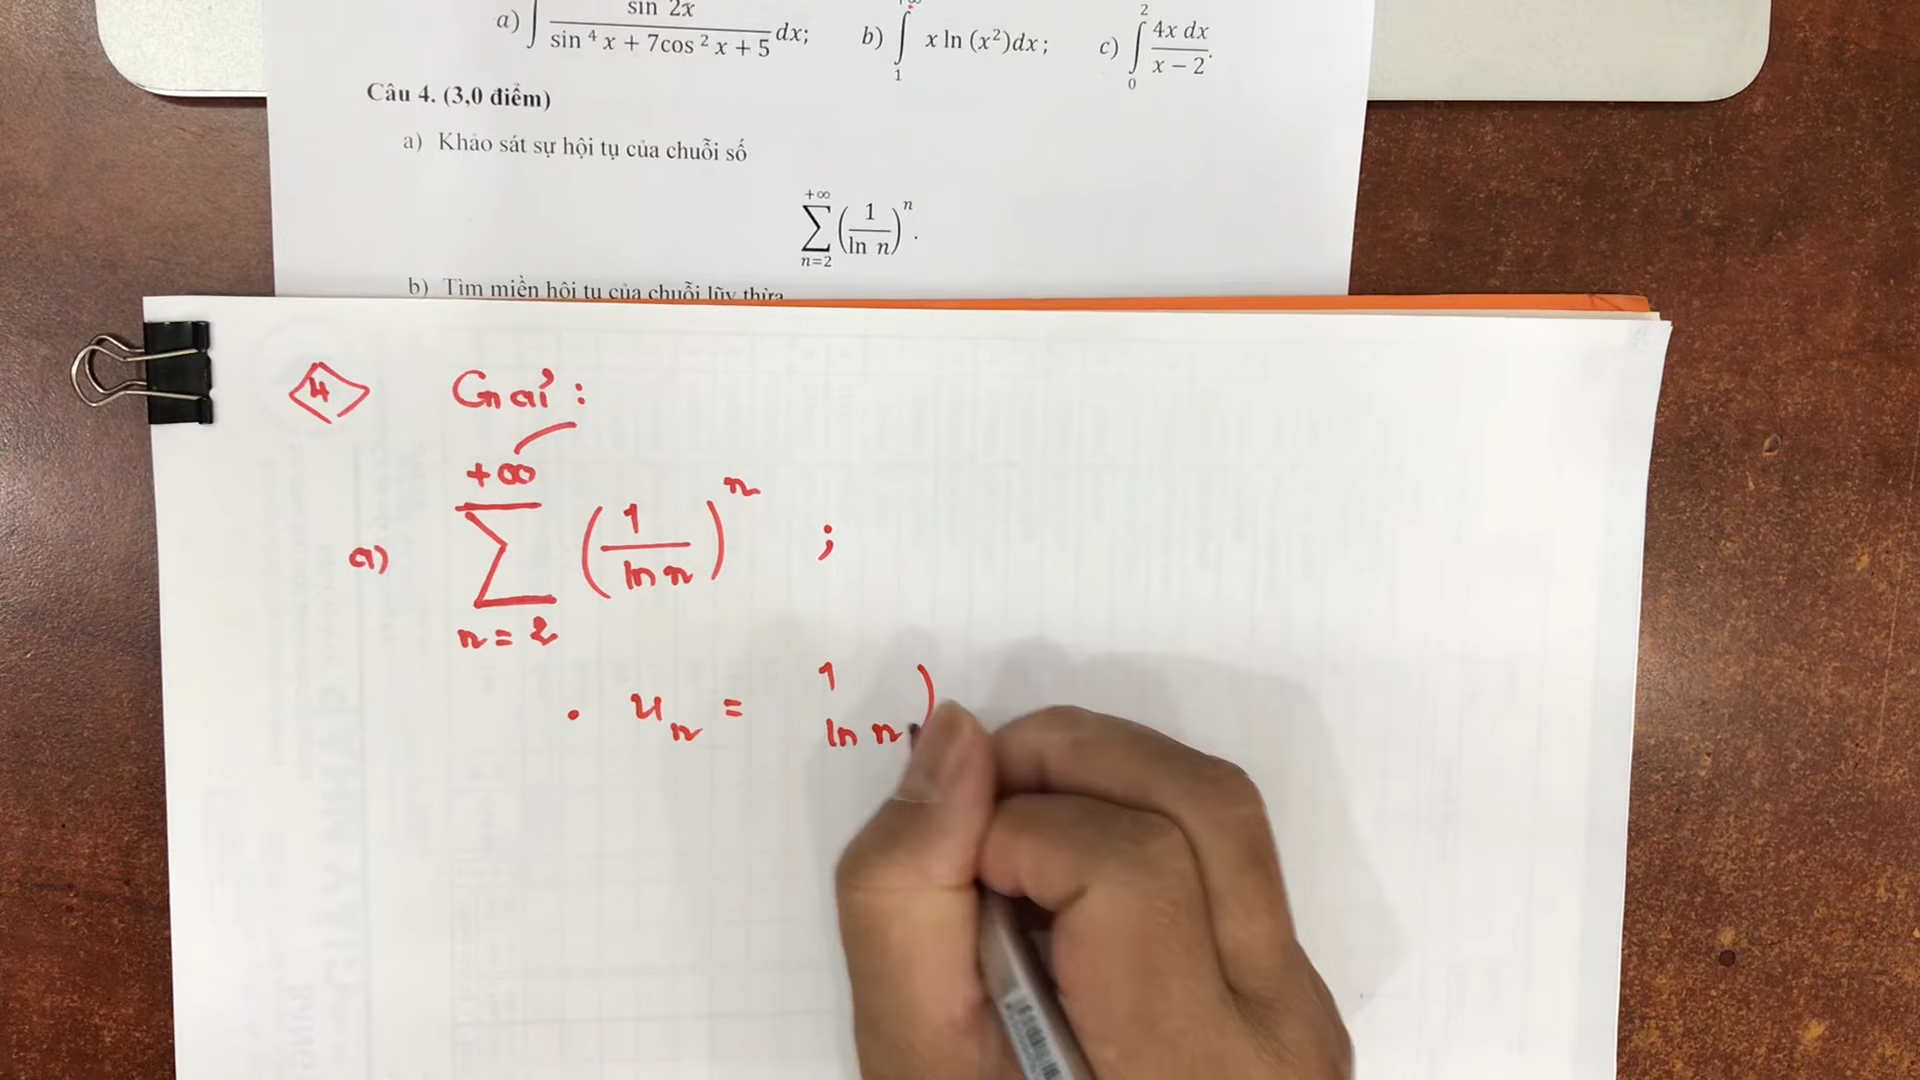 a) ∫ sin 2x / (sin⁴ x + 7cos² x + 5) dx;   b) ∫₁^{+∞} x ln (x²)dx ;   c) ∫₀² 4x dx / (x − 2).
Câu 4. (3,0 điểm)
a) Khảo sát sự hội tụ của chuỗi số
∑_{n=2}^{+∞} (1 / ln n)ⁿ.
b) Tìm miền hội tụ của chuỗi lũy thừa
4 Giải :
a) ∑_{n=2}^{+∞} (1 / ln n)ⁿ ;
. uₙ = 1 / ln n )